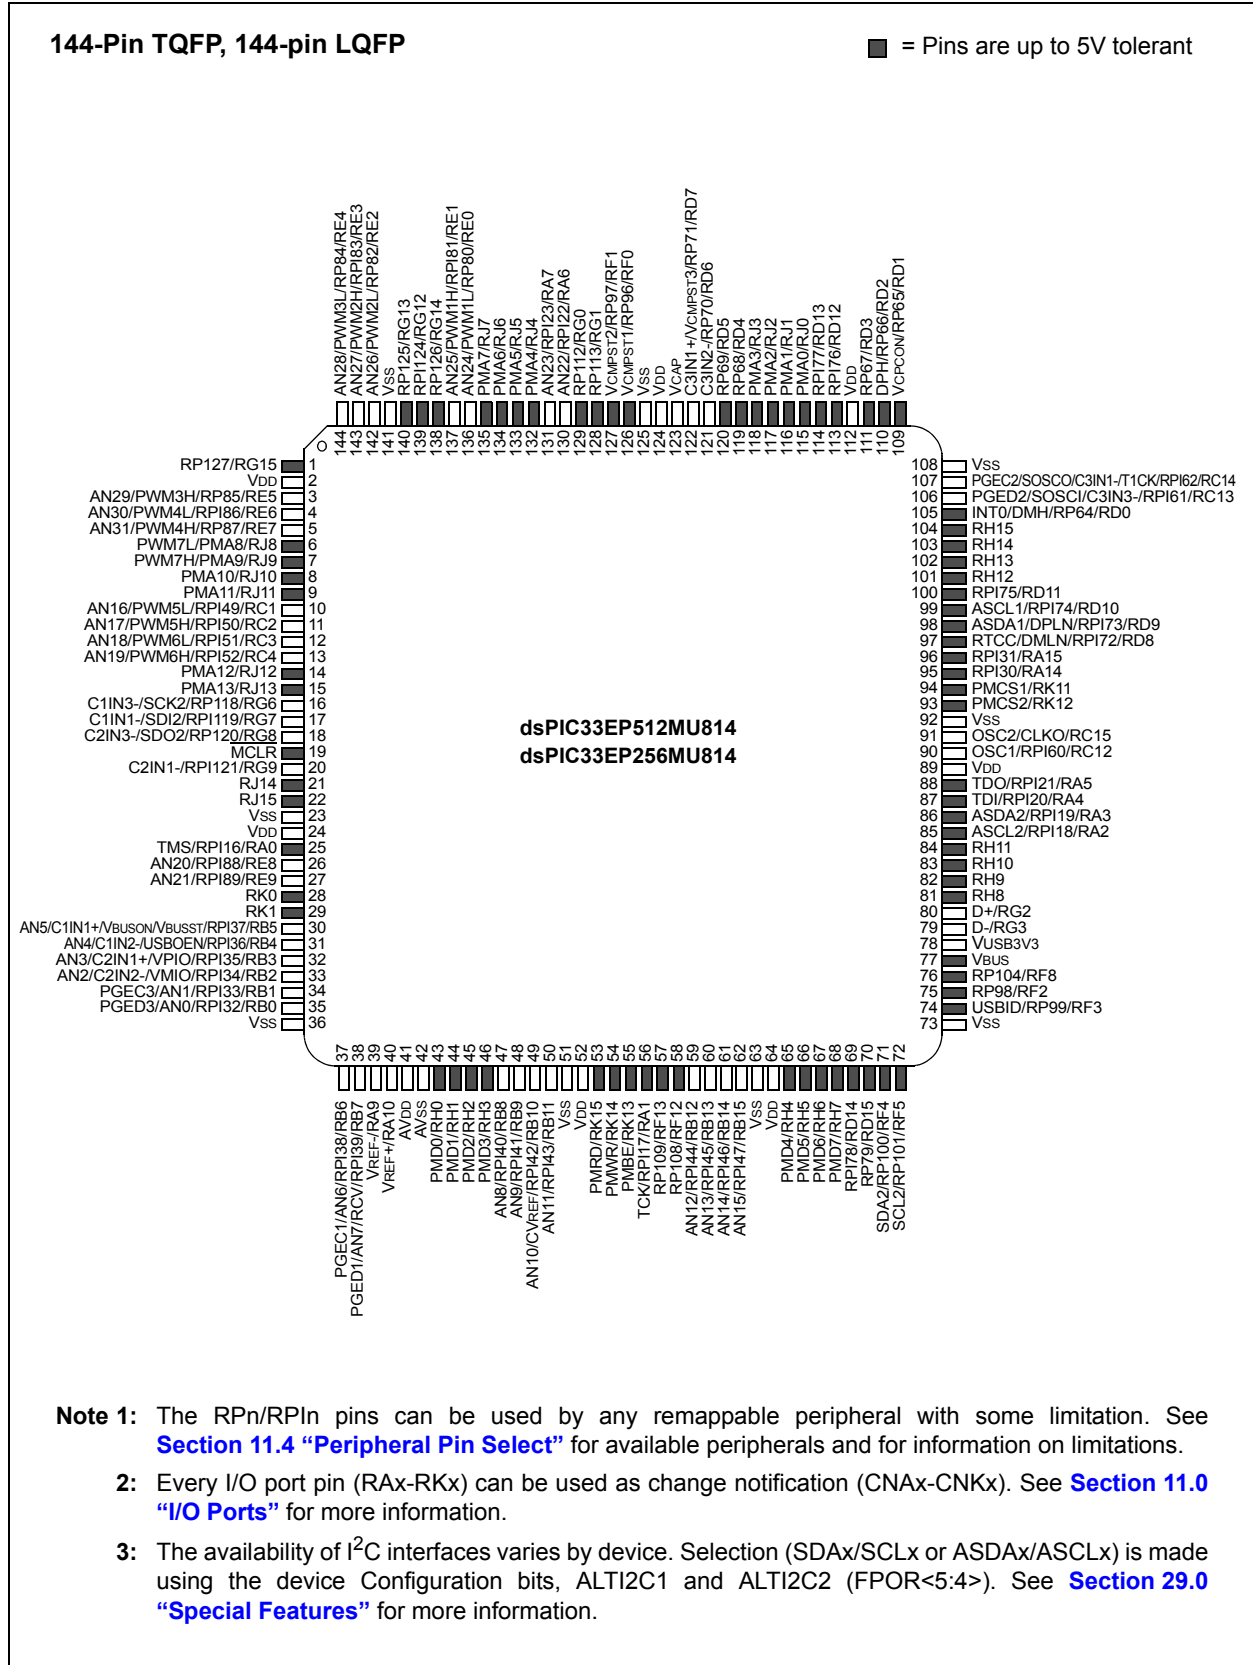 144-Pin TQFP, 144-pin LQFP
= Pins are up to 5V tolerant
AN28/PWM3L/RP84/RE4
AN27/PWM2H/RPI83/RE3
AN26/PWM2L/RP82/RE2
VSS
RP125/RG13
RPI124/RG12
RP126/RG14
AN25/PWM1H/RPI81/RE1
AN24/PWM1L/RP80/RE0
PMA7/RJ7
PMA6/RJ6
PMA5/RJ5
PMA4/RJ4
AN23/RPI23/RA7
AN22/RPI22/RA6
RP112/RG0
RP113/RG1
VCMPST2/RP97/RF1
VCMPST1/RP96/RF0
VSS
VDD
VCAP
C3IN1+/VCMPST3/RP71/RD7
C3IN2-/RP70/RD6
RP69/RD5
RP68/RD4
PMA3/RJ3
PMA2/RJ2
PMA1/RJ1
PMA0/RJ0
RPI77/RD13
RPI76/RD12
VDD
RP67/RD3
DPH/RP66/RD2
VCPCON/RP65/RD1
144 143 142 141 140 139 138 137 136 135 134 133 132 131 130 129 128 127 126 125 124 123 122 121 120 119 118 117 116 115 114 113 112 111 110 109
RP127/RG15 1
VDD 2
AN29/PWM3H/RP85/RE5 3
AN30/PWM4L/RPI86/RE6 4
AN31/PWM4H/RP87/RE7 5
PWM7L/PMA8/RJ8 6
PWM7H/PMA9/RJ9 7
PMA10/RJ10 8
PMA11/RJ11 9
AN16/PWM5L/RPI49/RC1 10
AN17/PWM5H/RPI50/RC2 11
AN18/PWM6L/RPI51/RC3 12
AN19/PWM6H/RPI52/RC4 13
PMA12/RJ12 14
PMA13/RJ13 15
C1IN3-/SCK2/RP118/RG6 16
C1IN1-/SDI2/RPI119/RG7 17
C2IN3-/SDO2/RP120/RG8 18
MCLR 19
C2IN1-/RPI121/RG9 20
RJ14 21
RJ15 22
VSS 23
VDD 24
TMS/RPI16/RA0 25
AN20/RPI88/RE8 26
AN21/RPI89/RE9 27
RK0 28
RK1 29
AN5/C1IN1+/VBUSON/VBUSST/RPI37/RB5 30
AN4/C1IN2-/USBOEN/RPI36/RB4 31
AN3/C2IN1+/VPIO/RPI35/RB3 32
AN2/C2IN2-/VMIO/RPI34/RB2 33
PGEC3/AN1/RPI33/RB1 34
PGED3/AN0/RPI32/RB0 35
VSS 36
dsPIC33EP512MU814
dsPIC33EP256MU814
108 VSS
107 PGEC2/SOSCO/C3IN1-/T1CK/RPI62/RC14
106 PGED2/SOSCI/C3IN3-/RPI61/RC13
105 INT0/DMH/RP64/RD0
104 RH15
103 RH14
102 RH13
101 RH12
100 RPI75/RD11
99 ASCL1/RPI74/RD10
98 ASDA1/DPLN/RPI73/RD9
97 RTCC/DMLN/RPI72/RD8
96 RPI31/RA15
95 RPI30/RA14
94 PMCS1/RK11
93 PMCS2/RK12
92 VSS
91 OSC2/CLKO/RC15
90 OSC1/RPI60/RC12
89 VDD
88 TDO/RPI21/RA5
87 TDI/RPI20/RA4
86 ASDA2/RPI19/RA3
85 ASCL2/RPI18/RA2
84 RH11
83 RH10
82 RH9
81 RH8
80 D+/RG2
79 D-/RG3
78 VUSB3V3
77 VBUS
76 RP104/RF8
75 RP98/RF2
74 USBID/RP99/RF3
73 VSS
37 38 39 40 41 42 43 44 45 46 47 48 49 50 51 52 53 54 55 56 57 58 59 60 61 62 63 64 65 66 67 68 69 70 71 72
PGEC1/AN6/RPI38/RB6
PGED1/AN7/RCV/RPI39/RB7
VREF-/RA9
VREF+/RA10
AVDD
AVSS
PMD0/RH0
PMD1/RH1
PMD2/RH2
PMD3/RH3
AN8/RPI40/RB8
AN9/RPI41/RB9
AN10/CVREF/RPI42/RB10
AN11/RPI43/RB11
VSS
VDD
PMRD/RK15
PMWR/RK14
PMBE/RK13
TCK/RPI17/RA1
RP109/RF13
RP108/RF12
AN12/RPI44/RB12
AN13/RPI45/RB13
AN14/RPI46/RB14
AN15/RPI47/RB15
VSS
VDD
PMD4/RH4
PMD5/RH5
PMD6/RH6
PMD7/RH7
RPI78/RD14
RP79/RD15
SDA2/RP100/RF4
SCL2/RP101/RF5
Note 1: The RPn/RPIn pins can be used by any remappable peripheral with some limitation. See
Section 11.4 “Peripheral Pin Select” for available peripherals and for information on limitations.
2: Every I/O port pin (RAx-RKx) can be used as change notification (CNAx-CNKx). See Section 11.0
“I/O Ports” for more information.
3: The availability of I2C interfaces varies by device. Selection (SDAx/SCLx or ASDAx/ASCLx) is made
using the device Configuration bits, ALTI2C1 and ALTI2C2 (FPOR<5:4>). See Section 29.0
“Special Features” for more information.